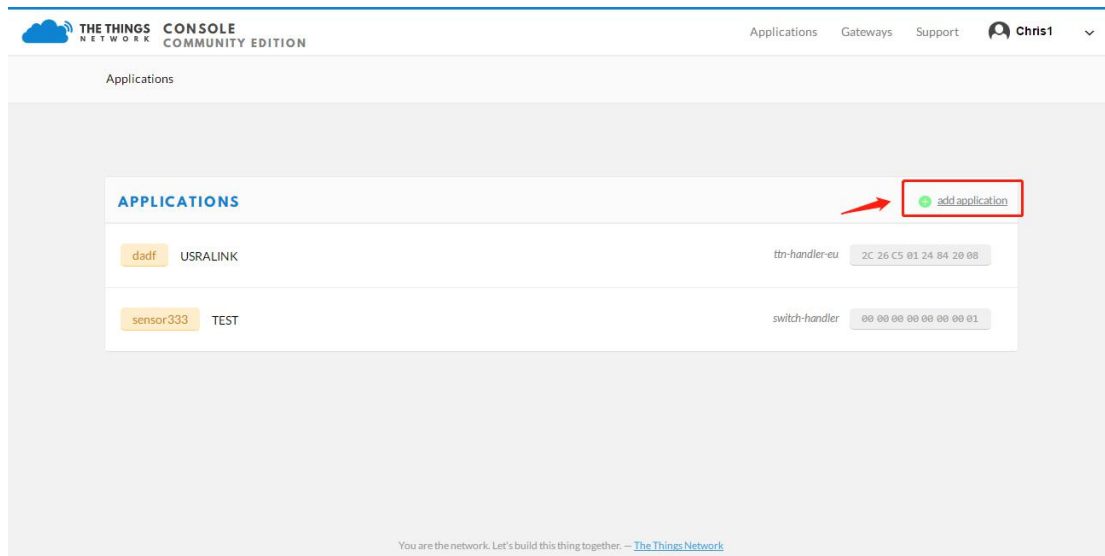 THE THINGS NETWORK CONSOLE COMMUNITY EDITION
Applications Gateways Support Chris1
Applications
APPLICATIONS
add application
dadf USRALINK ttn-handler-eu 2C 26 C5 01 24 84 20 08
sensor333 TEST switch-handler 00 00 00 00 00 00 00 01
You are the network. Let's build this thing together. — The Things Network